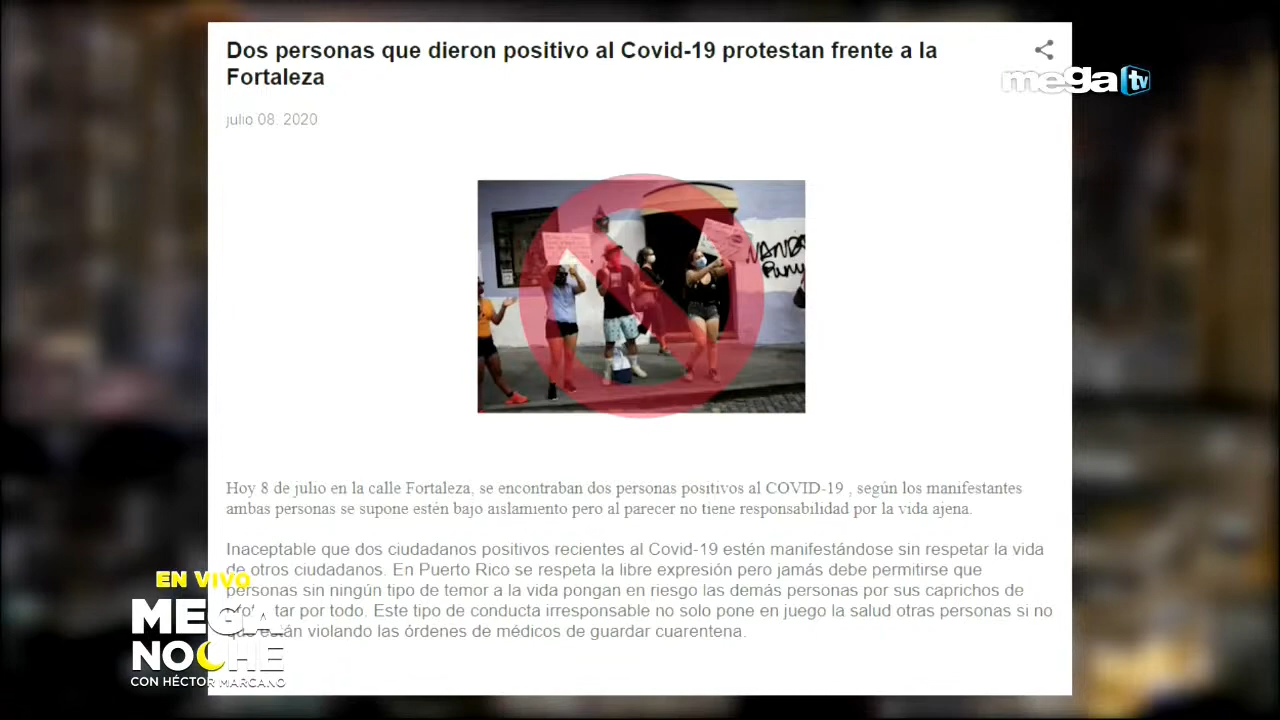 Dos personas que dieron positivo al Covid-19 protestan frente a la
Fortaleza
mega tv
julio 08, 2020
Hoy 8 de julio en la calle Fortaleza, se encontraban dos personas positivos al COVID-19 , según los manifestantes
ambas personas se supone estén bajo aislamiento pero al parecer no tiene responsabilidad por la vida ajena.
Inaceptable que dos ciudadanos positivos recientes al Covid-19 estén manifestándose sin respetar la vida
de otros ciudadanos. En Puerto Rico se respeta la libre expresión pero jamás debe permitirse que
personas sin ningún tipo de temor a la vida pongan en riesgo las demás personas por sus caprichos de
tar por todo. Este tipo de conducta irresponsable no solo pone en juego la salud otras personas si no
que están violando las órdenes de médicos de guardar cuarentena.
EN VIVO
MEGA
NOCHE
CON HÉCTOR MARCANO